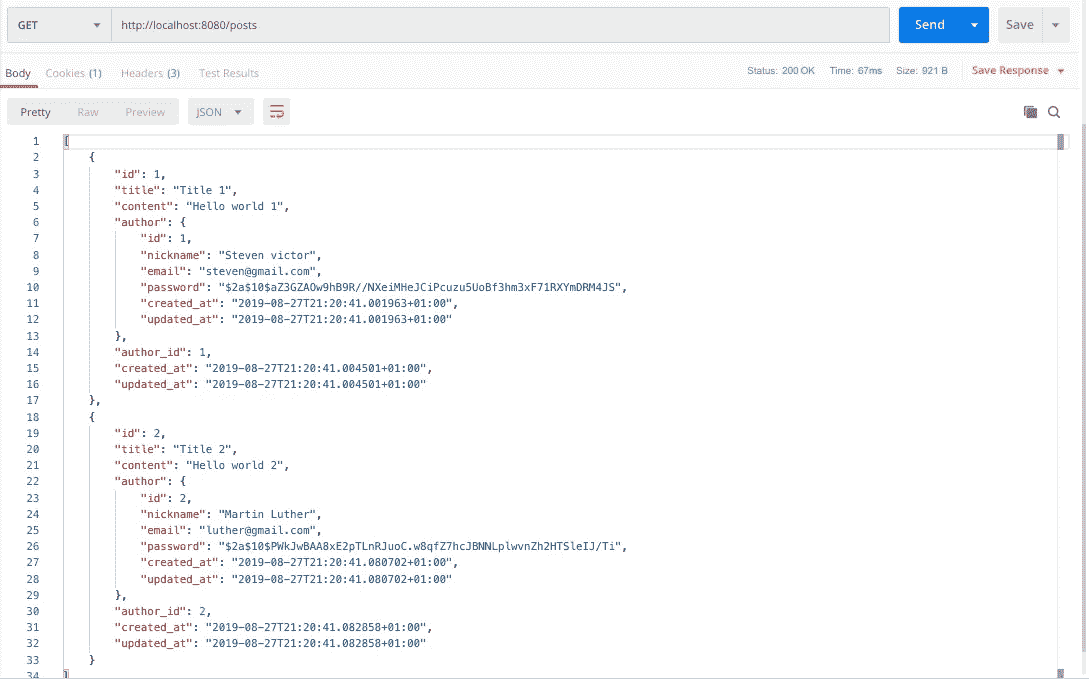 GET http://localhost:8080/posts Send Save
Body Cookies (1) Headers (3) Test Results Status: 200 OK Time: 67ms Size: 921 B Save Response
Pretty Raw Preview JSON
1 [
2 {
3 "id": 1,
4 "title": "Title 1",
5 "content": "Hello world 1",
6 "author": {
7 "id": 1,
8 "nickname": "Steven victor",
9 "email": "steven@gmail.com",
10 "password": "$2a$10$aZ3GZAOw9hB9R//NXeiMHeJCiPcuzu5UoBf3hm3xF71RXYmDRM4JS",
11 "created_at": "2019-08-27T21:20:41.001963+01:00",
12 "updated_at": "2019-08-27T21:20:41.001963+01:00"
13 },
14 "author_id": 1,
15 "created_at": "2019-08-27T21:20:41.004501+01:00",
16 "updated_at": "2019-08-27T21:20:41.004501+01:00"
17 },
18 {
19 "id": 2,
20 "title": "Title 2",
21 "content": "Hello world 2",
22 "author": {
23 "id": 2,
24 "nickname": "Martin Luther",
25 "email": "luther@gmail.com",
26 "password": "$2a$10$PWkJwBAA8xE2pTLnRJuoC.w8qfZ7hcJBNNLplwvnZh2HTSleIJ/Ti",
27 "created_at": "2019-08-27T21:20:41.080702+01:00",
28 "updated_at": "2019-08-27T21:20:41.080702+01:00"
29 },
30 "author_id": 2,
31 "created_at": "2019-08-27T21:20:41.082858+01:00",
32 "updated_at": "2019-08-27T21:20:41.082858+01:00"
33 }
34 ]